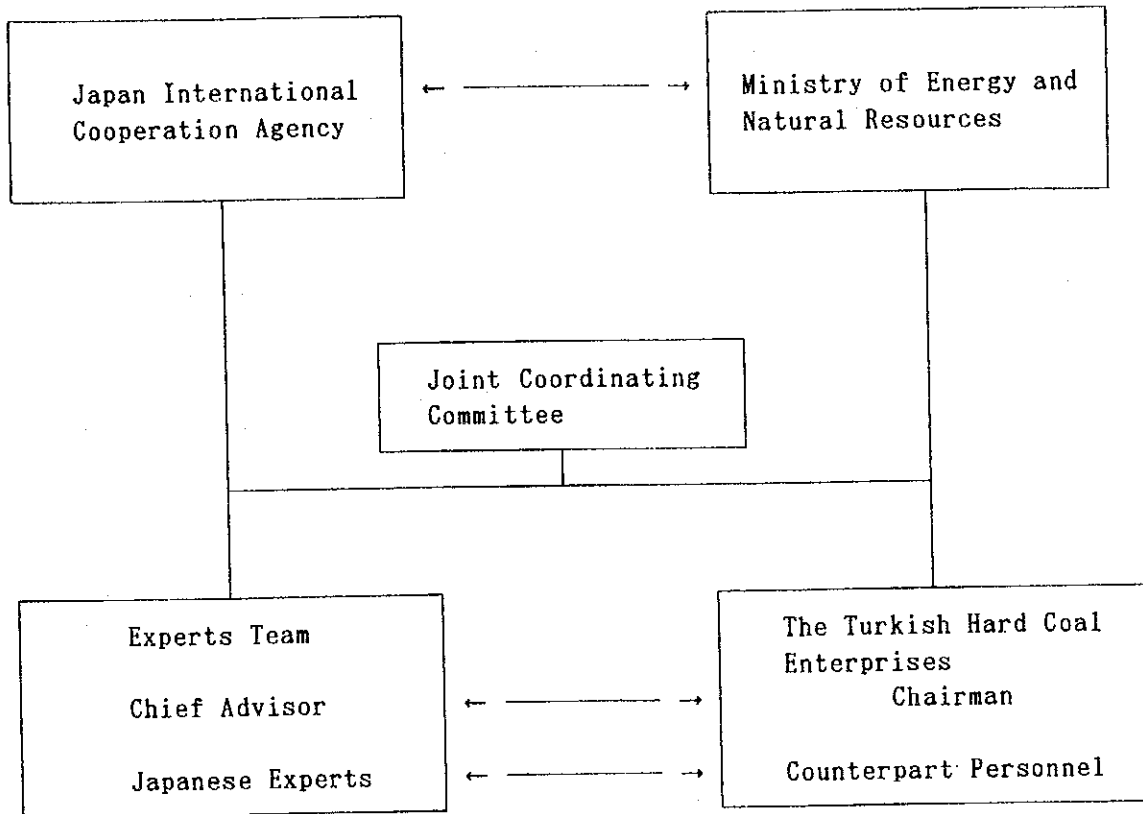 Japan International
Cooperation Agency
← ——— →
Ministry of Energy and
Natural Resources
Joint Coordinating
Committee
Experts Team
Chief Advisor
Japanese Experts
← ——— →
← ——— →
The Turkish Hard Coal
Enterprises
Chairman
Counterpart Personnel